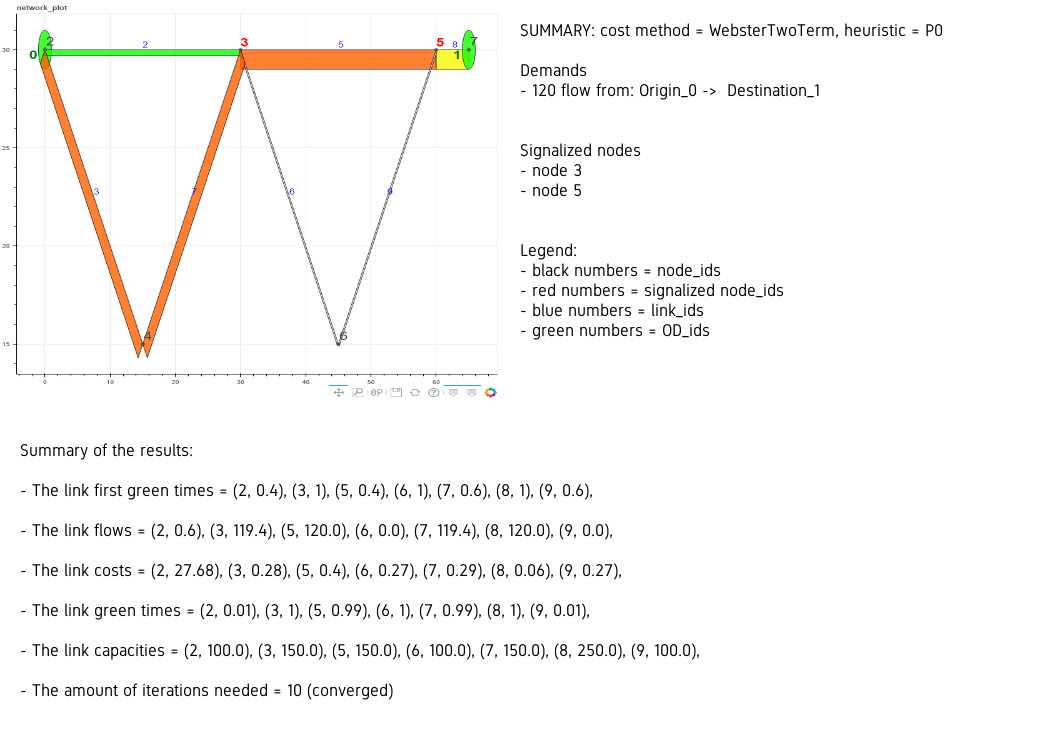 network_plot
SUMMARY: cost method = WebsterTwoTerm, heuristic = P0
Demands
- 120 flow from: Origin_0 -> Destination_1
Signalized nodes
- node 3
- node 5
Legend:
- black numbers = node_ids
- red numbers = signalized node_ids
- blue numbers = link_ids
- green numbers = OD_ids
2 2 3 5 5 8 7
0 1
3 7 6 9
4 6
30
25
20
15
0 10 20 30 40 50 60
Summary of the results:
- The link first green times = (2, 0.4), (3, 1), (5, 0.4), (6, 1), (7, 0.6), (8, 1), (9, 0.6),
- The link flows = (2, 0.6), (3, 119.4), (5, 120.0), (6, 0.0), (7, 119.4), (8, 120.0), (9, 0.0),
- The link costs = (2, 27.68), (3, 0.28), (5, 0.4), (6, 0.27), (7, 0.29), (8, 0.06), (9, 0.27),
- The link green times = (2, 0.01), (3, 1), (5, 0.99), (6, 1), (7, 0.99), (8, 1), (9, 0.01),
- The link capacities = (2, 100.0), (3, 150.0), (5, 150.0), (6, 100.0), (7, 150.0), (8, 250.0), (9, 100.0),
- The amount of iterations needed = 10 (converged)